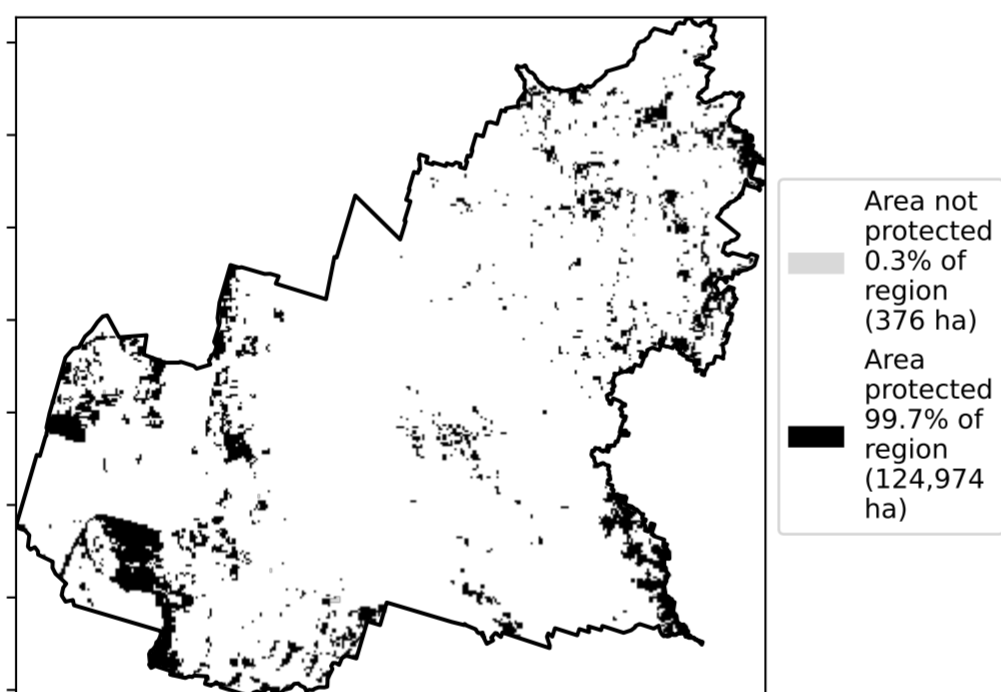 Area not
protected
0.3% of
region
(376 ha)
Area
protected
99.7% of
region
(124,974
ha)